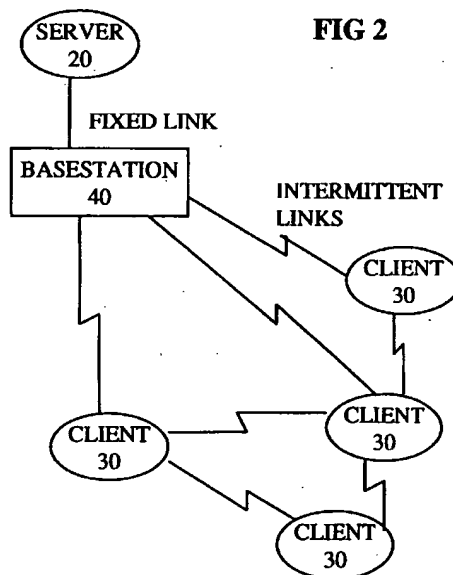 FIG 2
SERVER
20
FIXED LINK
BASESTATION
40
INTERMITTENT
LINKS
CLIENT
30
CLIENT
30
CLIENT
30
CLIENT
30